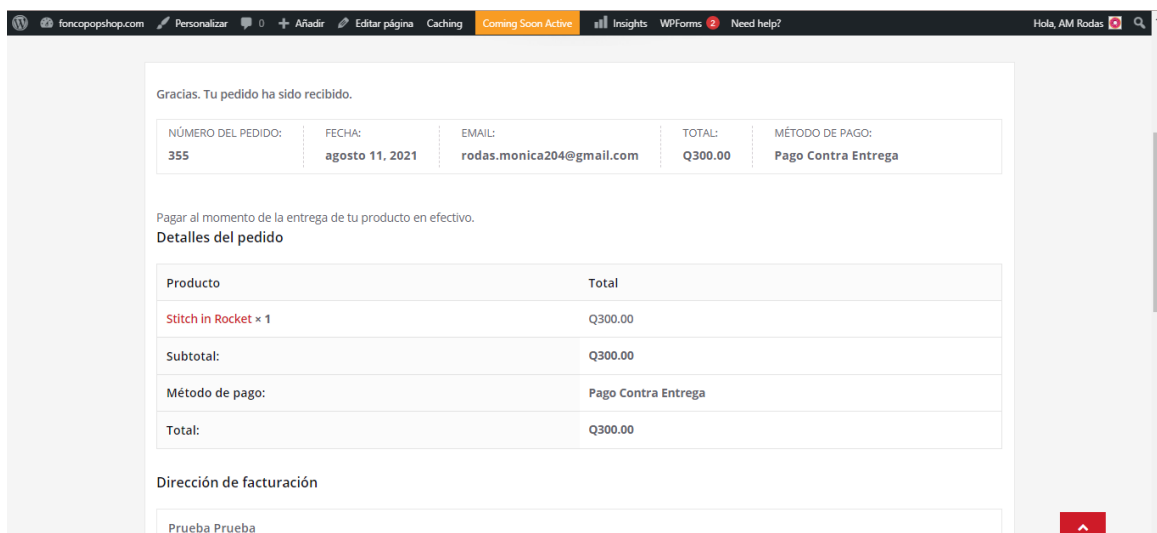 foncopopshop.com Personalizar 0 Añadir Editar página Caching Coming Soon Active Insights WPForms 2 Need help? Hola, AM Rodas
Gracias. Tu pedido ha sido recibido.
NÚMERO DEL PEDIDO: FECHA: EMAIL: TOTAL: MÉTODO DE PAGO:
355 agosto 11, 2021 rodas.monica204@gmail.com Q300.00 Pago Contra Entrega
Pagar al momento de la entrega de tu producto en efectivo.
Detalles del pedido
Producto Total
Stitch in Rocket × 1 Q300.00
Subtotal: Q300.00
Método de pago: Pago Contra Entrega
Total: Q300.00
Dirección de facturación
Prueba Prueba